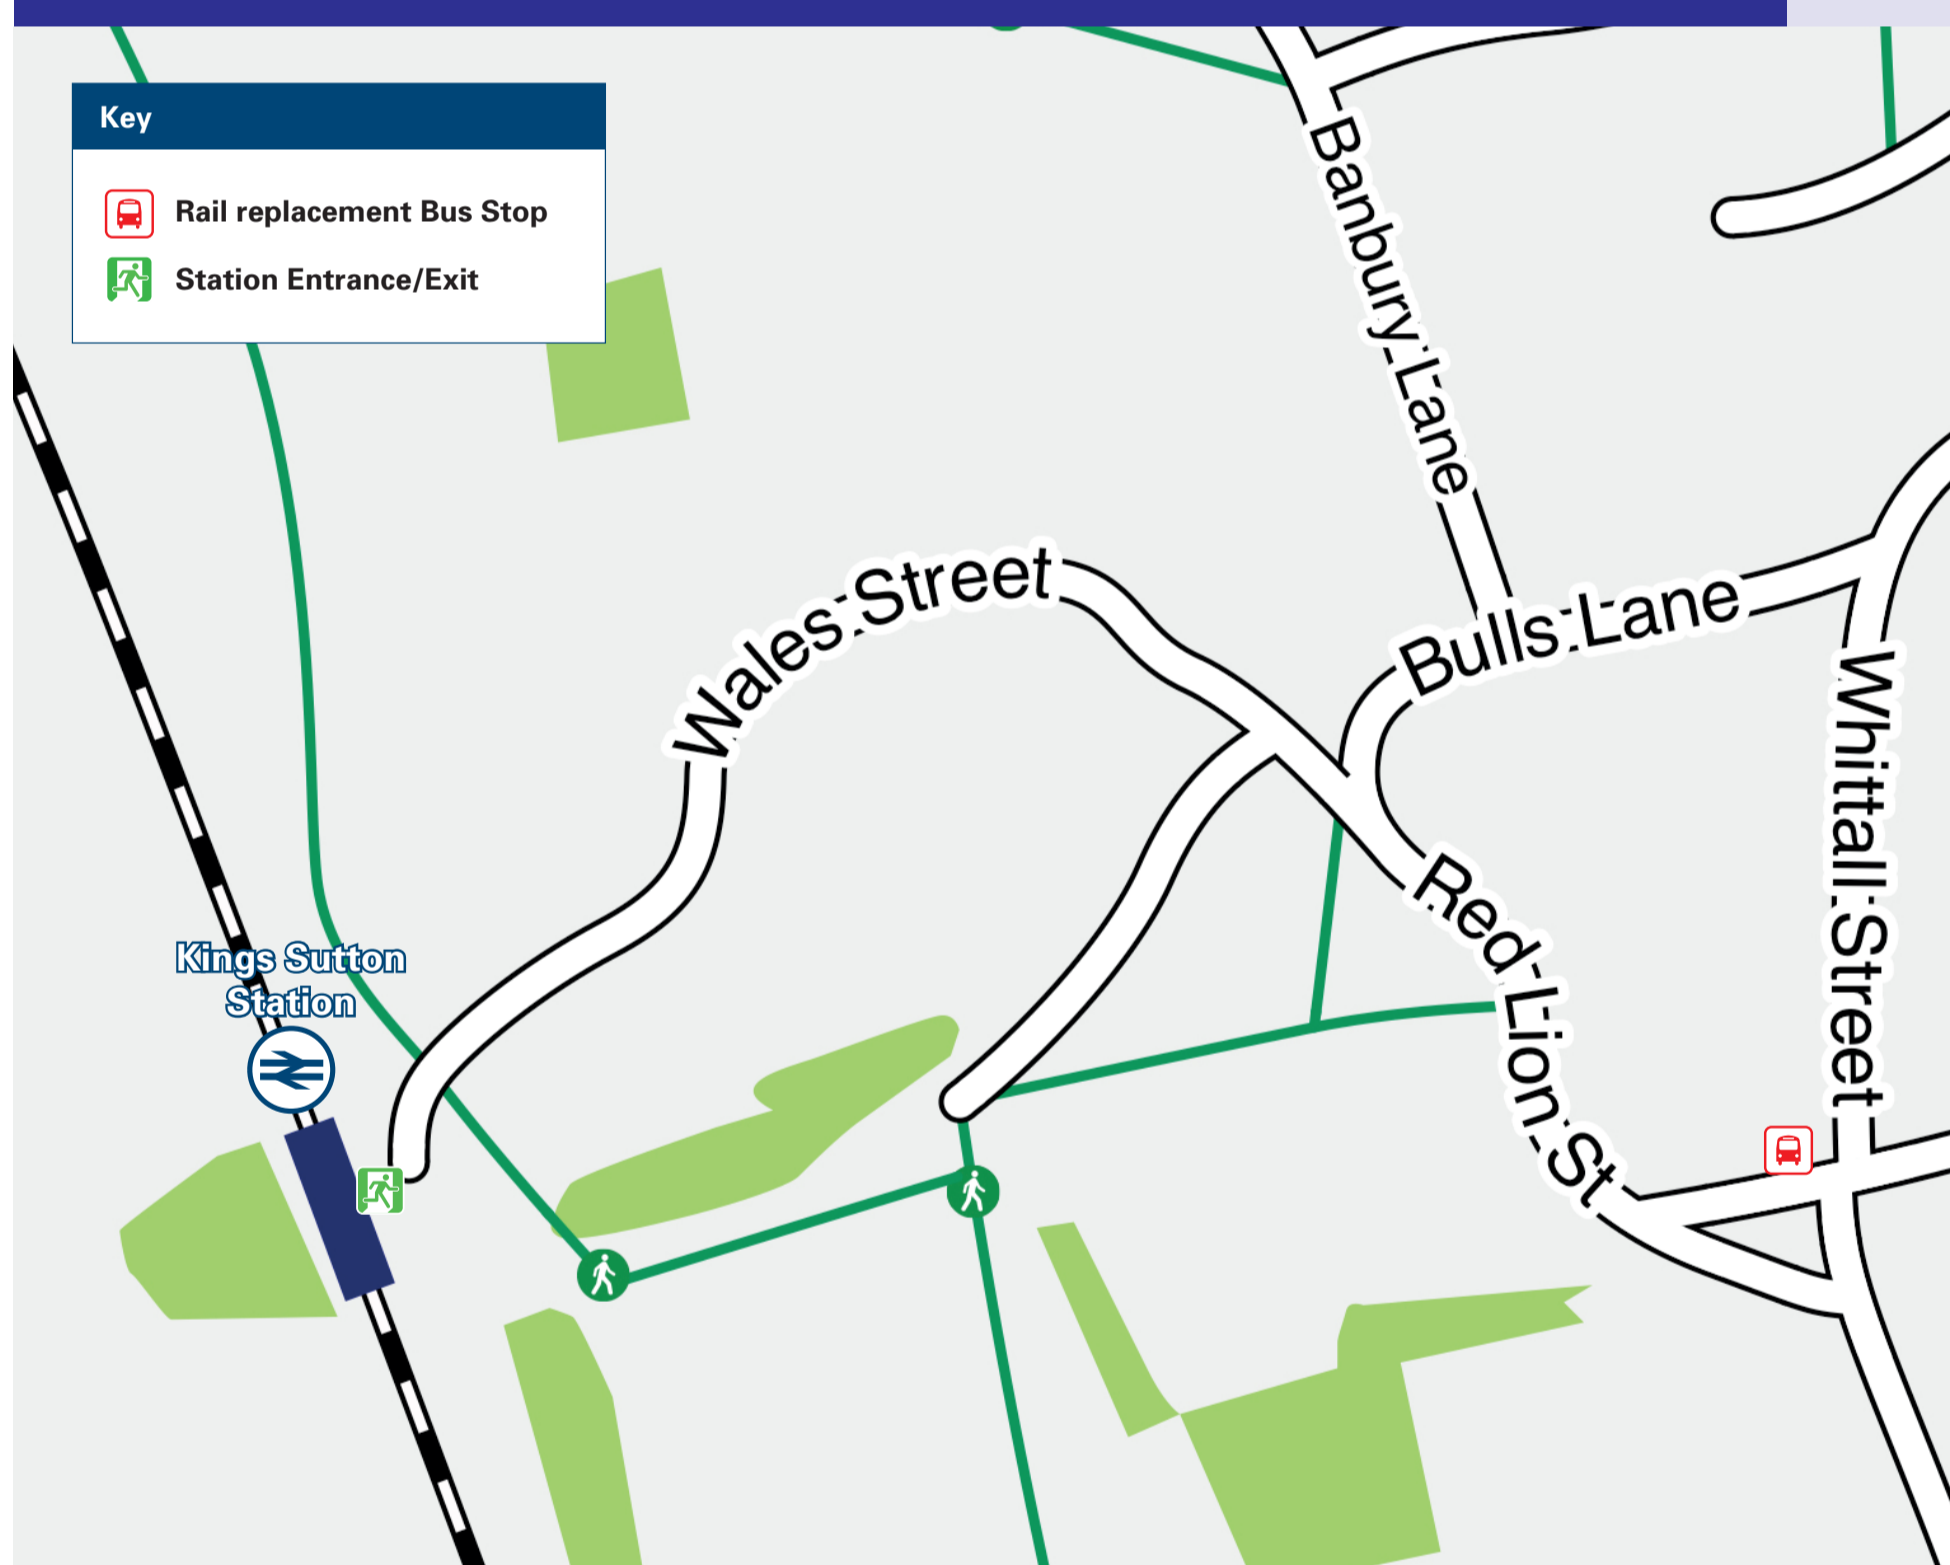 Key
Rail replacement Bus Stop
Station Entrance/Exit
Banbury Lane
Wales Street
Bulls Lane
Whittall Street
Red Lion St
Kings Sutton
Station